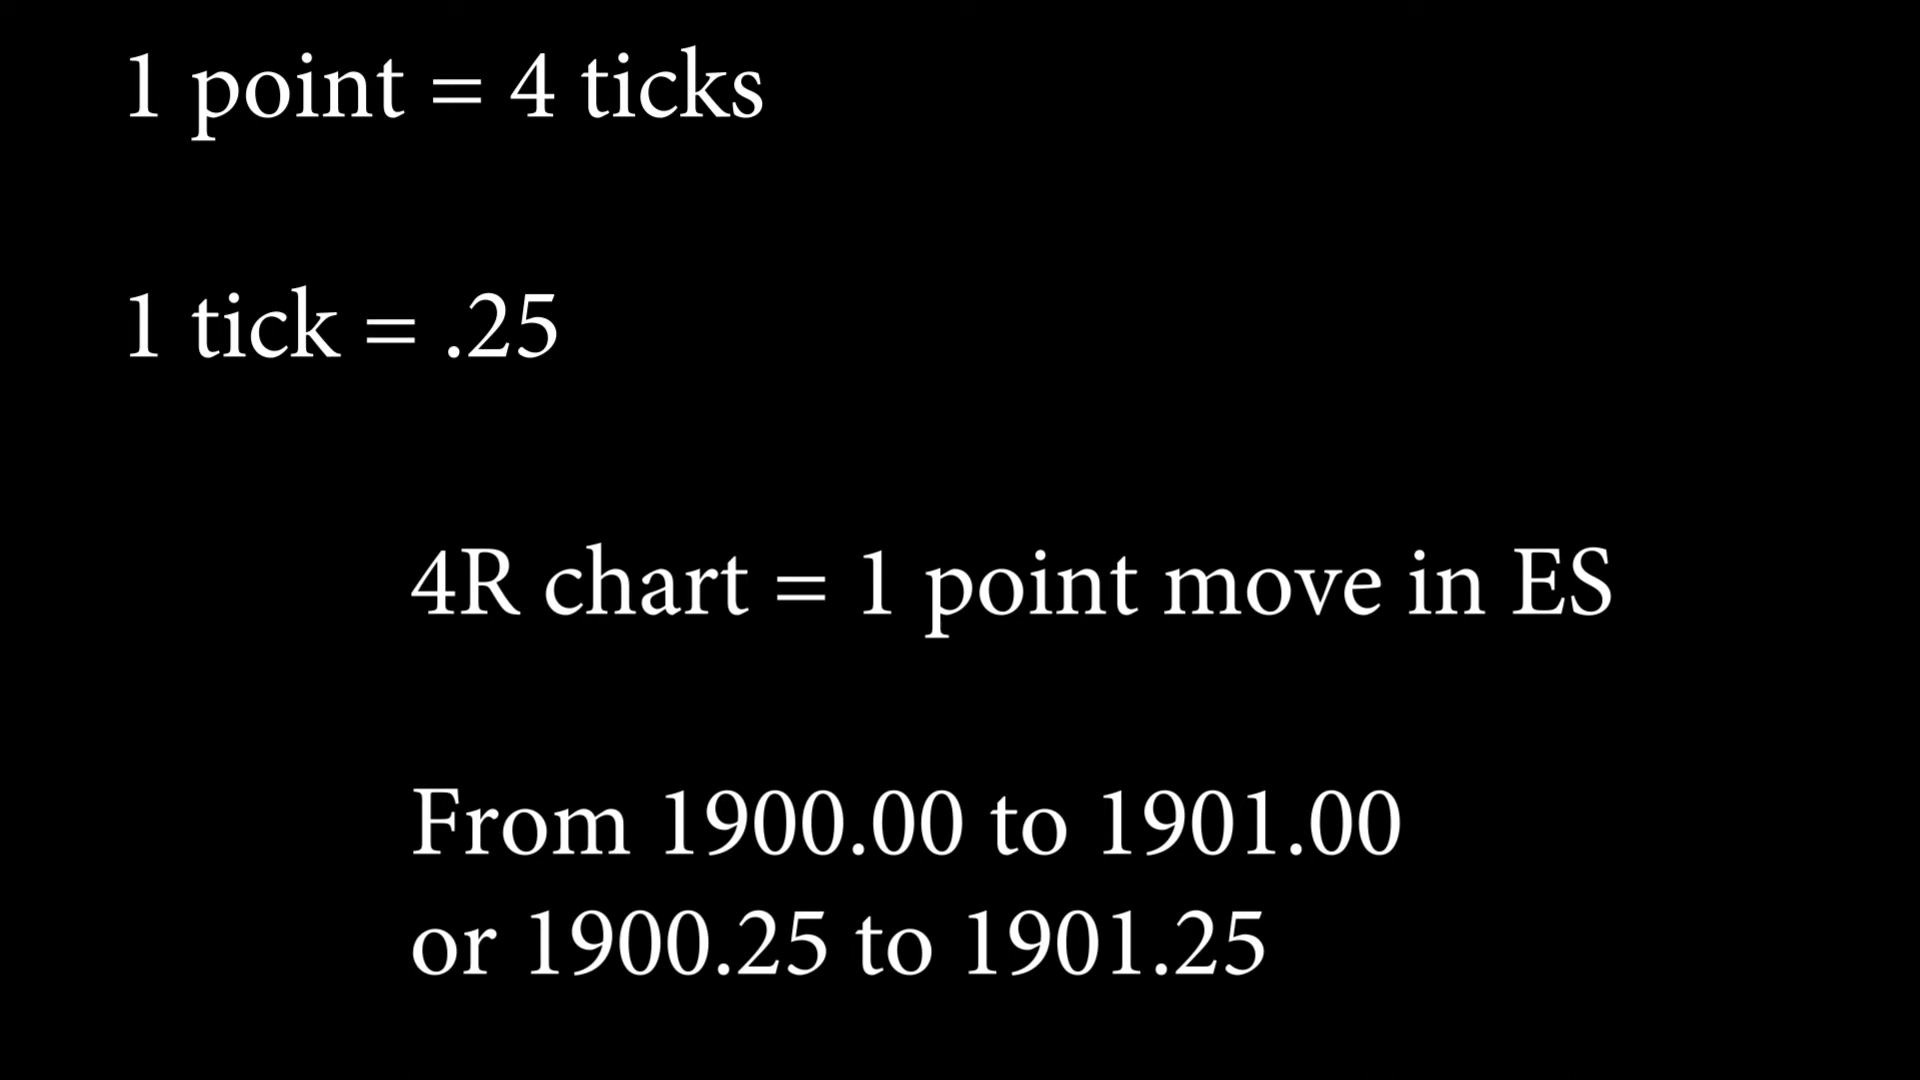 1 point = 4 ticks
1 tick = .25
4R chart = 1 point move in ES
From 1900.00 to 1901.00
or 1900.25 to 1901.25